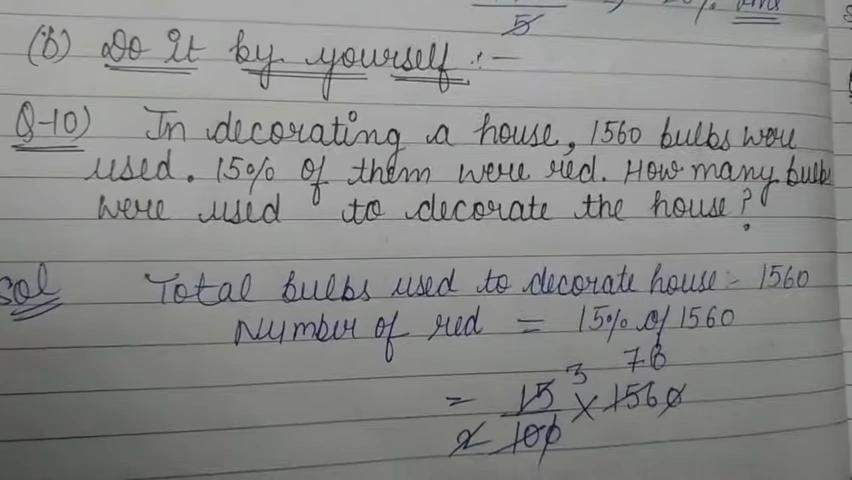 5
(B) Do It by yourself :-
Q-10) In decorating a house, 1560 bulbs were
used. 15% of them were red. How many bulbs
were used to decorate the house?
Sol Total bulbs used to decorate house = 1560
Number of red = 15% of 1560
3 78
= 15 × 1560
2 100